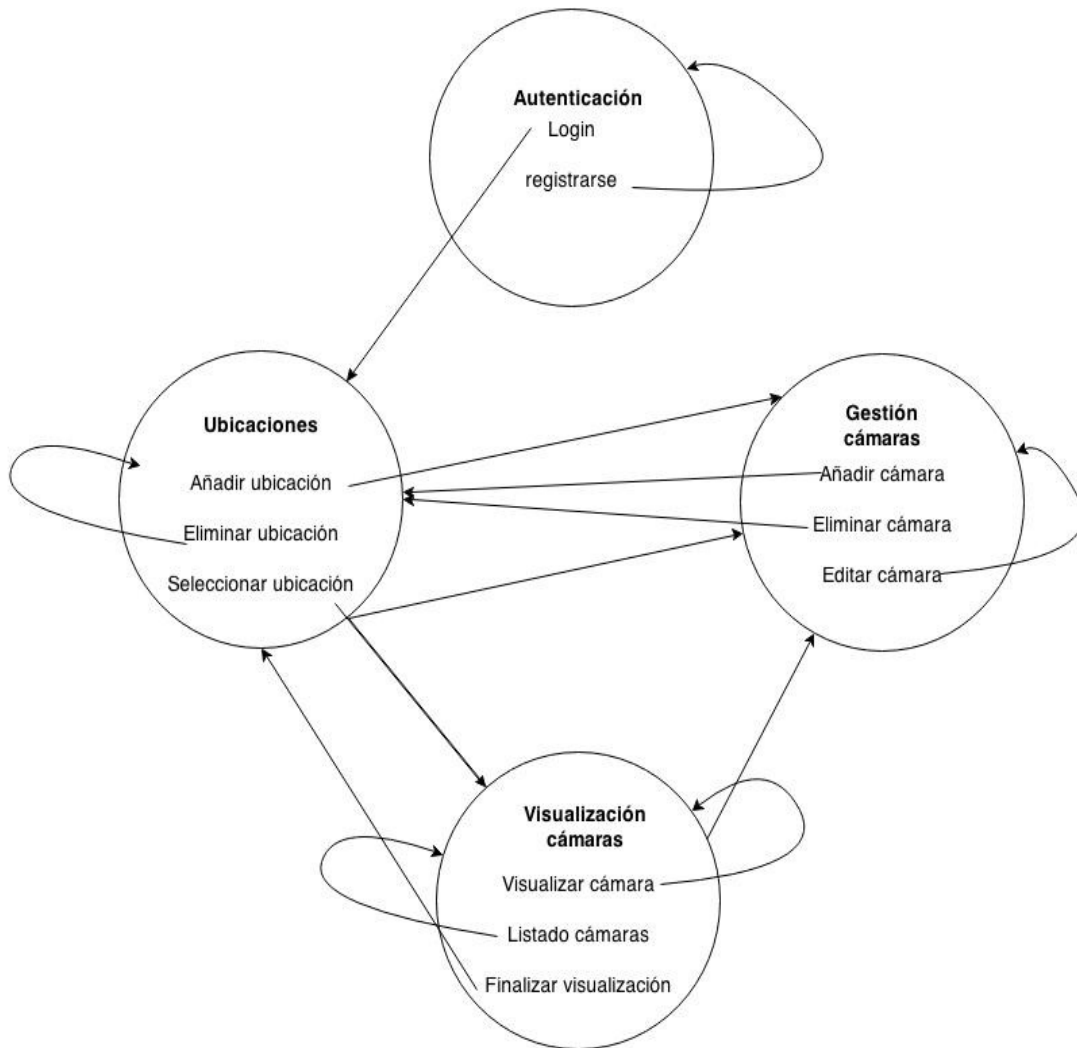 Autenticación
Login
registrarse
Ubicaciones
Añadir ubicación
Eliminar ubicación
Seleccionar ubicación
Gestión
cámaras
Añadir cámara
Eliminar cámara
Editar cámara
Visualización
cámaras
Visualizar cámara
Listado cámaras
Finalizar visualización